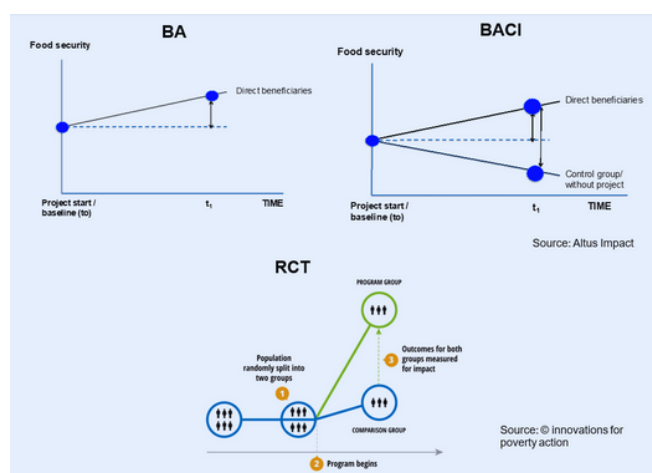 BA
Food security
Direct beneficiaries
Project start /
baseline (to)
t1
TIME
BACI
Food security
Direct beneficiaries
Control group/
without project
Project start /
baseline (to)
t1
TIME
Source: Altus Impact
RCT
PROGRAM GROUP
Population
randomly split into
two groups
1
3
Outcomes for both
groups measured
for impact
COMPARISON GROUP
2 Program begins
Source: © innovations for
poverty action